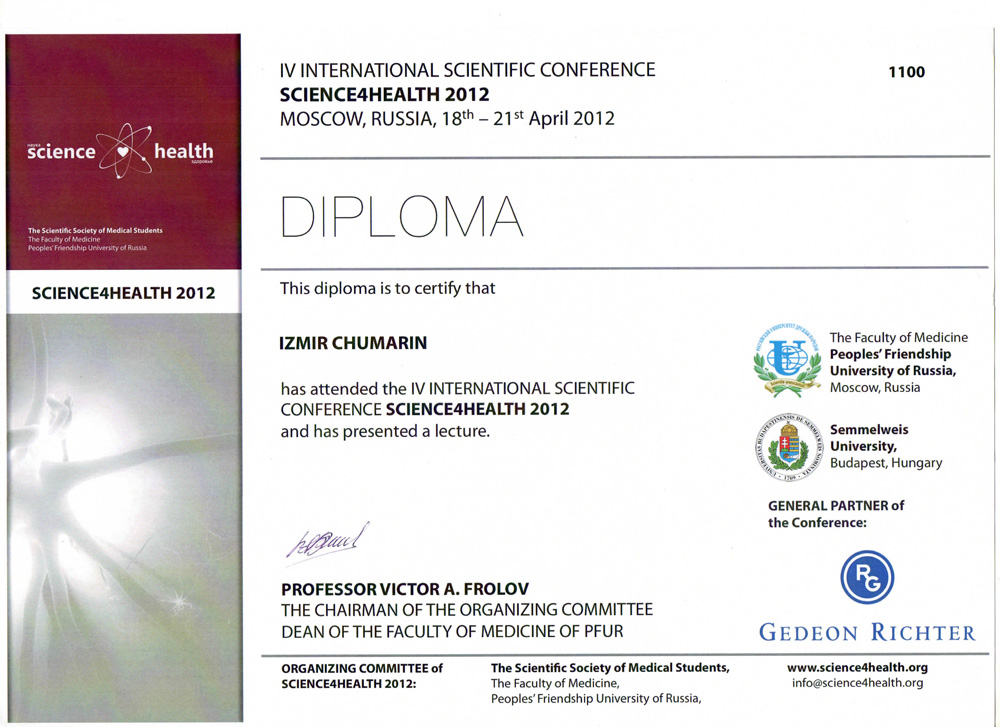 IV INTERNATIONAL SCIENTIFIC CONFERENCE
SCIENCE4HEALTH 2012
MOSCOW, RUSSIA, 18th – 21st April 2012
1100
наука
science health
здоровье
The Scientific Society of Medical Students
The Faculty of Medicine
Peoples' Friendship University of Russia
SCIENCE4HEALTH 2012
DIPLOMA
This diploma is to certify that
IZMIR CHUMARIN
has attended the IV INTERNATIONAL SCIENTIFIC
CONFERENCE SCIENCE4HEALTH 2012
and has presented a lecture.
The Faculty of Medicine
Peoples' Friendship
University of Russia,
Moscow, Russia
Semmelweis
University,
Budapest, Hungary
1769
GENERAL PARTNER of
the Conference:
RG
GEDEON RICHTER
PROFESSOR VICTOR A. FROLOV
THE CHAIRMAN OF THE ORGANIZING COMMITTEE
DEAN OF THE FACULTY OF MEDICINE OF PFUR
ORGANIZING COMMITTEE of
SCIENCE4HEALTH 2012:
The Scientific Society of Medical Students,
The Faculty of Medicine,
Peoples' Friendship University of Russia,
www.science4health.org
info@science4health.org